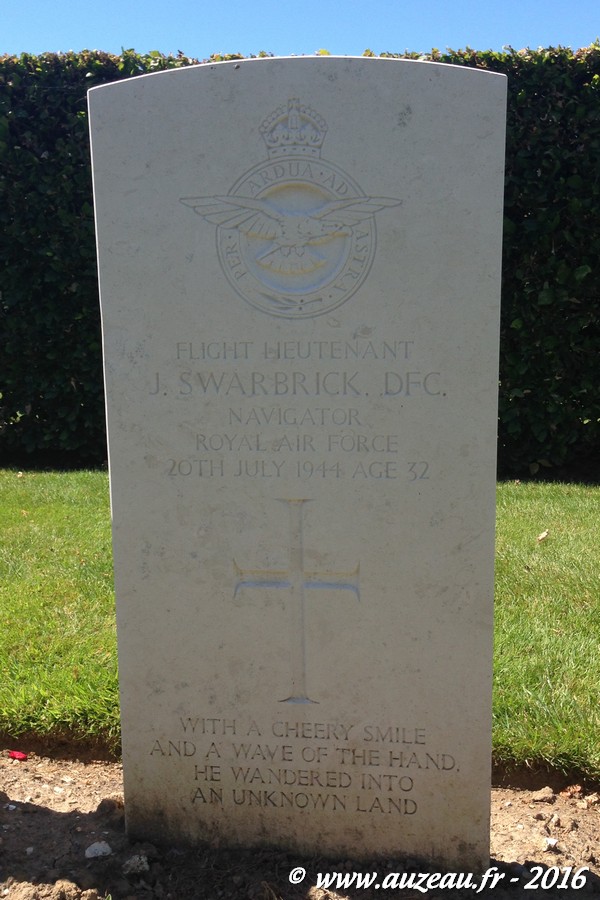 PER · ARDUA · AD ASTRA
FLIGHT LIEUTENANT
J. SWARBRICK, DFC.
NAVIGATOR
ROYAL AIR FORCE
20TH JULY 1944 AGE 32
WITH A CHEERY SMILE
AND A WAVE OF THE HAND,
HE WANDERED INTO
AN UNKNOWN LAND
© www.auzeau.fr - 2016